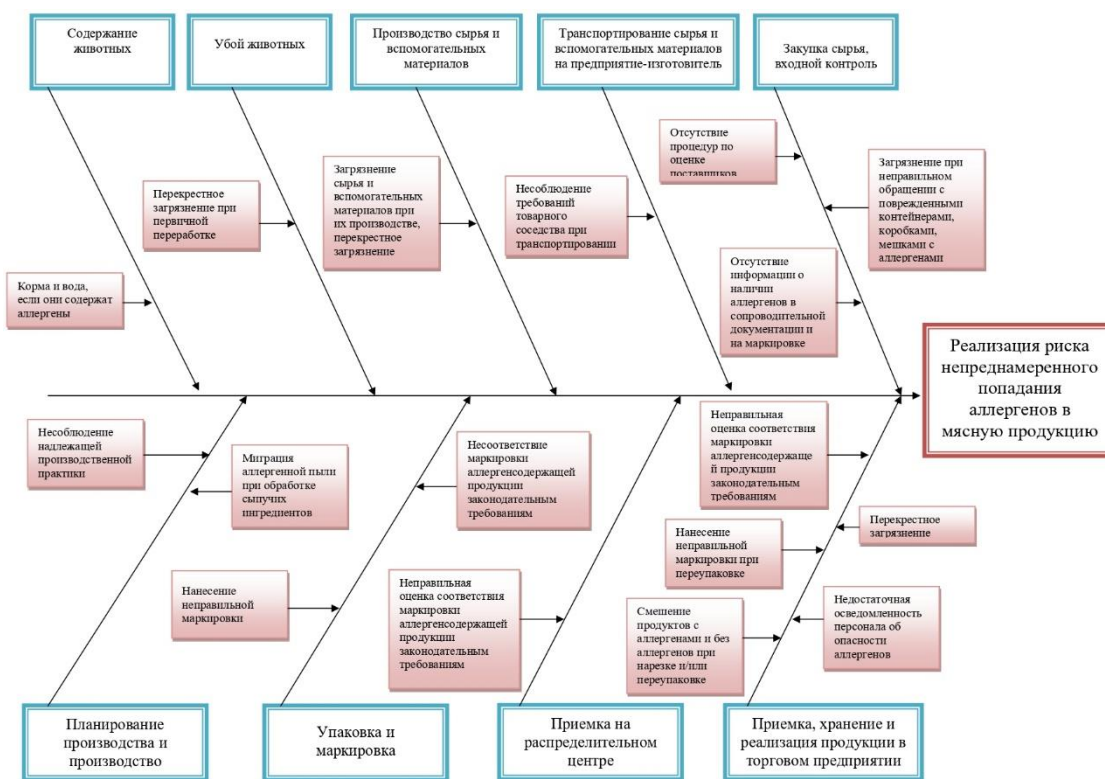 Содержание
животных
Убой животных
Производство сырья и
вспомогательных
материалов
Транспортирование сырья и
вспомогательных материалов
на предприятие-изготовитель
Закупка сырья,
входной контроль
Отсутствие
процедур по
оценке
поставщиков
Загрязнение при
неправильном
обращении с
поврежденными
контейнерами,
коробками,
мешками с
аллергенами
Перекрестное
загрязнение при
первичной
переработке
Загрязнение
сырья и
вспомогательных
материалов при
их производстве,
перекрестное
загрязнение
Несоблюдение
требований
товарного
соседства при
транспортировании
Корма и вода,
если они содержат
аллергены
Отсутствие
информации о
наличии
аллергенов в
сопроводительной
документации и
на маркировке
Реализация риска
непреднамеренного
попадания
аллергенов в
мясную продукцию
Несоблюдение
надлежащей
производственной
практики
Миграция
аллергенной пыли
при обработке
сыпучих
ингредиентов
Несоответствие
маркировки
аллергенсодержащей
продукции
законодательным
требованиям
Неправильная
оценка соответствия
маркировки
аллергенсодержаще
й продукции
законодательным
требованиям
Перекрестное
загрязнение
Нанесение
неправильной
маркировки при
переупаковке
Нанесение
неправильной
маркировки
Неправильная
оценка соответствия
маркировки
аллергенсодержащей
продукции
законодательным
требованиям
Смешение
продуктов с
аллергенами и без
аллергенов при
нарезке и/или
переупаковке
Недостаточная
осведомленность
персонала об
опасности
аллергенов
Планирование
производства и
производство
Упаковка и
маркировка
Приемка на
распределительном
центре
Приемка, хранение и
реализация продукции в
торговом предприятии